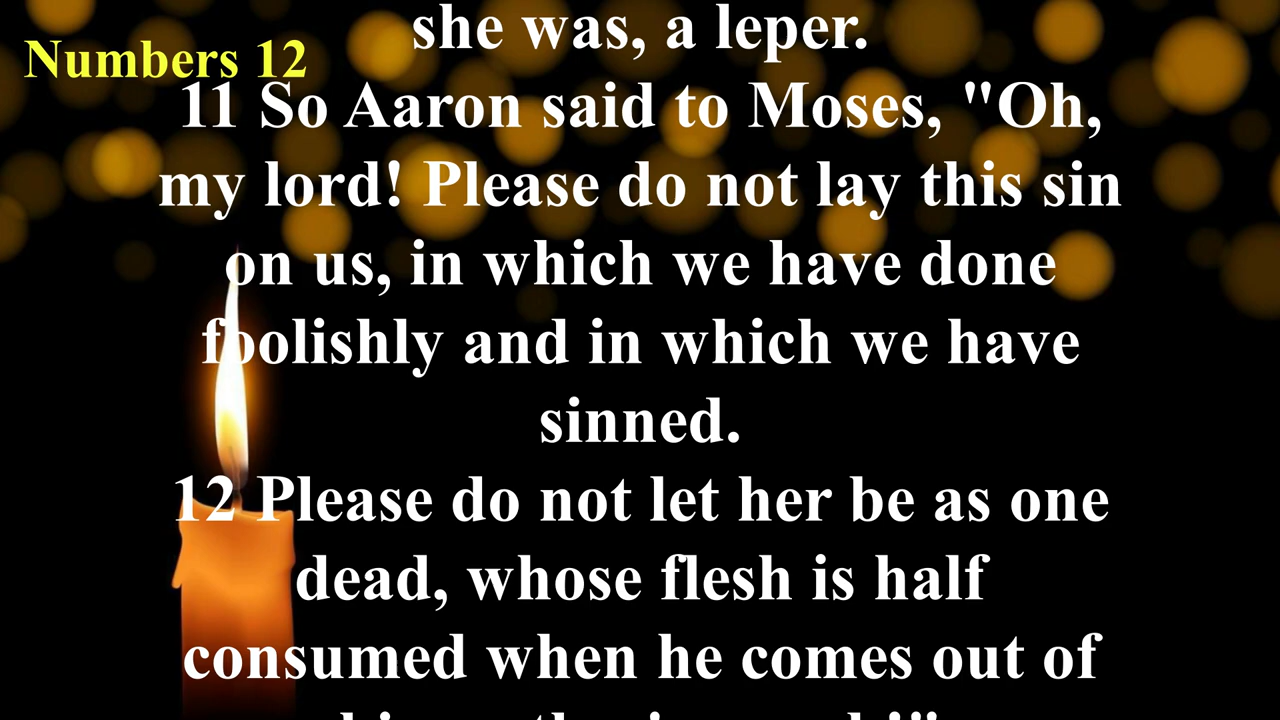 she was, a leper.
Numbers 12
11 So Aaron said to Moses, "Oh,
my lord! Please do not lay this sin
on us, in which we have done
foolishly and in which we have
sinned.
12 Please do not let her be as one
dead, whose flesh is half
consumed when he comes out of